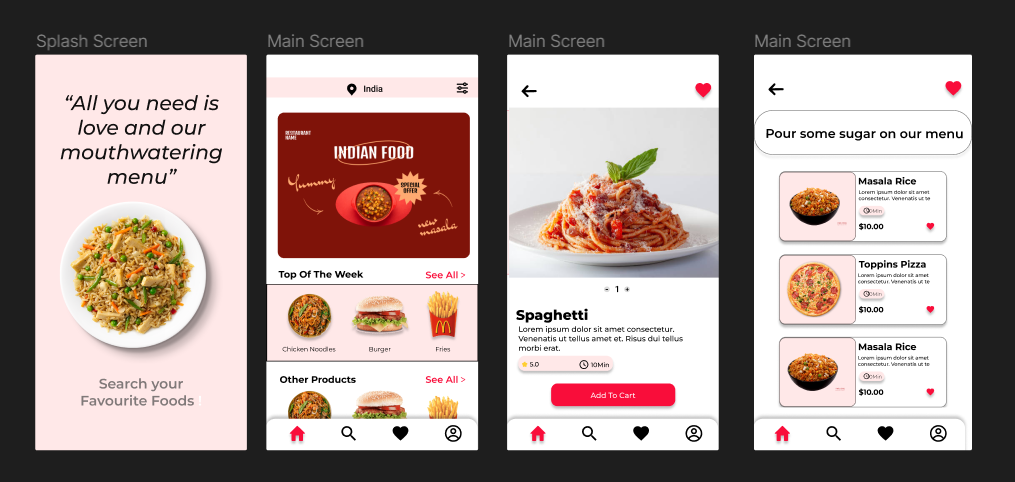 Splash Screen
“All you need is
love and our
mouthwatering
menu”
Search your
Favourite Foods
Main Screen
India
RESTAURANT
NAME
INDIAN FOOD
Yummy
SPECIAL
OFFER
new
masala
Top Of The Week
See All >
Chicken Noodles
Burger
Fries
Other Products
See All >
Main Screen
- 1 +
Spaghetti
Lorem ipsum dolor sit amet consectetur.
Venenatis ut tellus amet et. Risus dui tellus
morbi erat.
5.0
10Min
Add To Cart
Main Screen
Pour some sugar on our menu
Masala Rice
Lorem ipsum dolor sit amet
consectetur. Venenatis ut te
10Min
$10.00
Toppins Pizza
Lorem ipsum dolor sit amet
consectetur. Venenatis ut te
10Min
$10.00
Masala Rice
Lorem ipsum dolor sit amet
consectetur. Venenatis ut te
10Min
$10.00